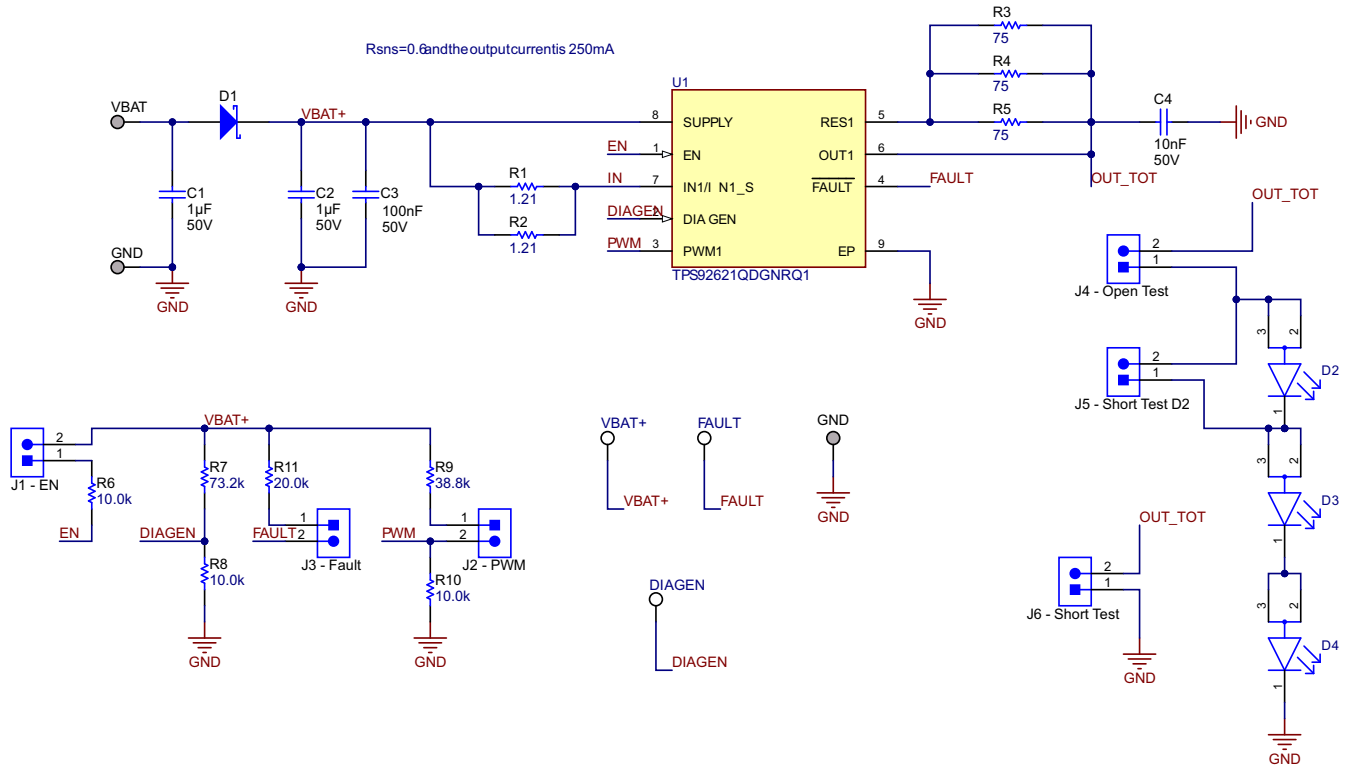 Rsns=0.6andtheoutputcurrentis 250mA
VBAT
D1
VBAT+
C1
1µF
50V
C2
1µF
50V
C3
100nF
50V
GND
GND
GND
R1
1.21
R2
1.21
EN
IN
DIAGEN
PWM
U1
8
SUPPLY
1
EN
7
IN1/I N1_S
2
DIA GEN
3
PWM1
RES1
5
OUT1
6
FAULT
4
EP
9
TPS92621QDGNRQ1
FAULT
GND
R3
75
R4
75
R5
75
C4
10nF
50V
GND
OUT_TOT
OUT_TOT
2
1
J4 - Open Test
2
1
J5 - Short Test D2
3
2
D2
1
3
2
D3
1
3
2
D4
1
GND
OUT_TOT
2
1
J6 - Short Test
GND
2
1
J1 - EN
R6
10.0k
EN
VBAT+
R7
73.2k
DIAGEN
R8
10.0k
GND
R11
20.0k
FAULT
1
2
J3 - Fault
R9
38.8k
PWM
1
2
J2 - PWM
R10
10.0k
GND
VBAT+
VBAT+
FAULT
FAULT
GND
GND
DIAGEN
DIAGEN